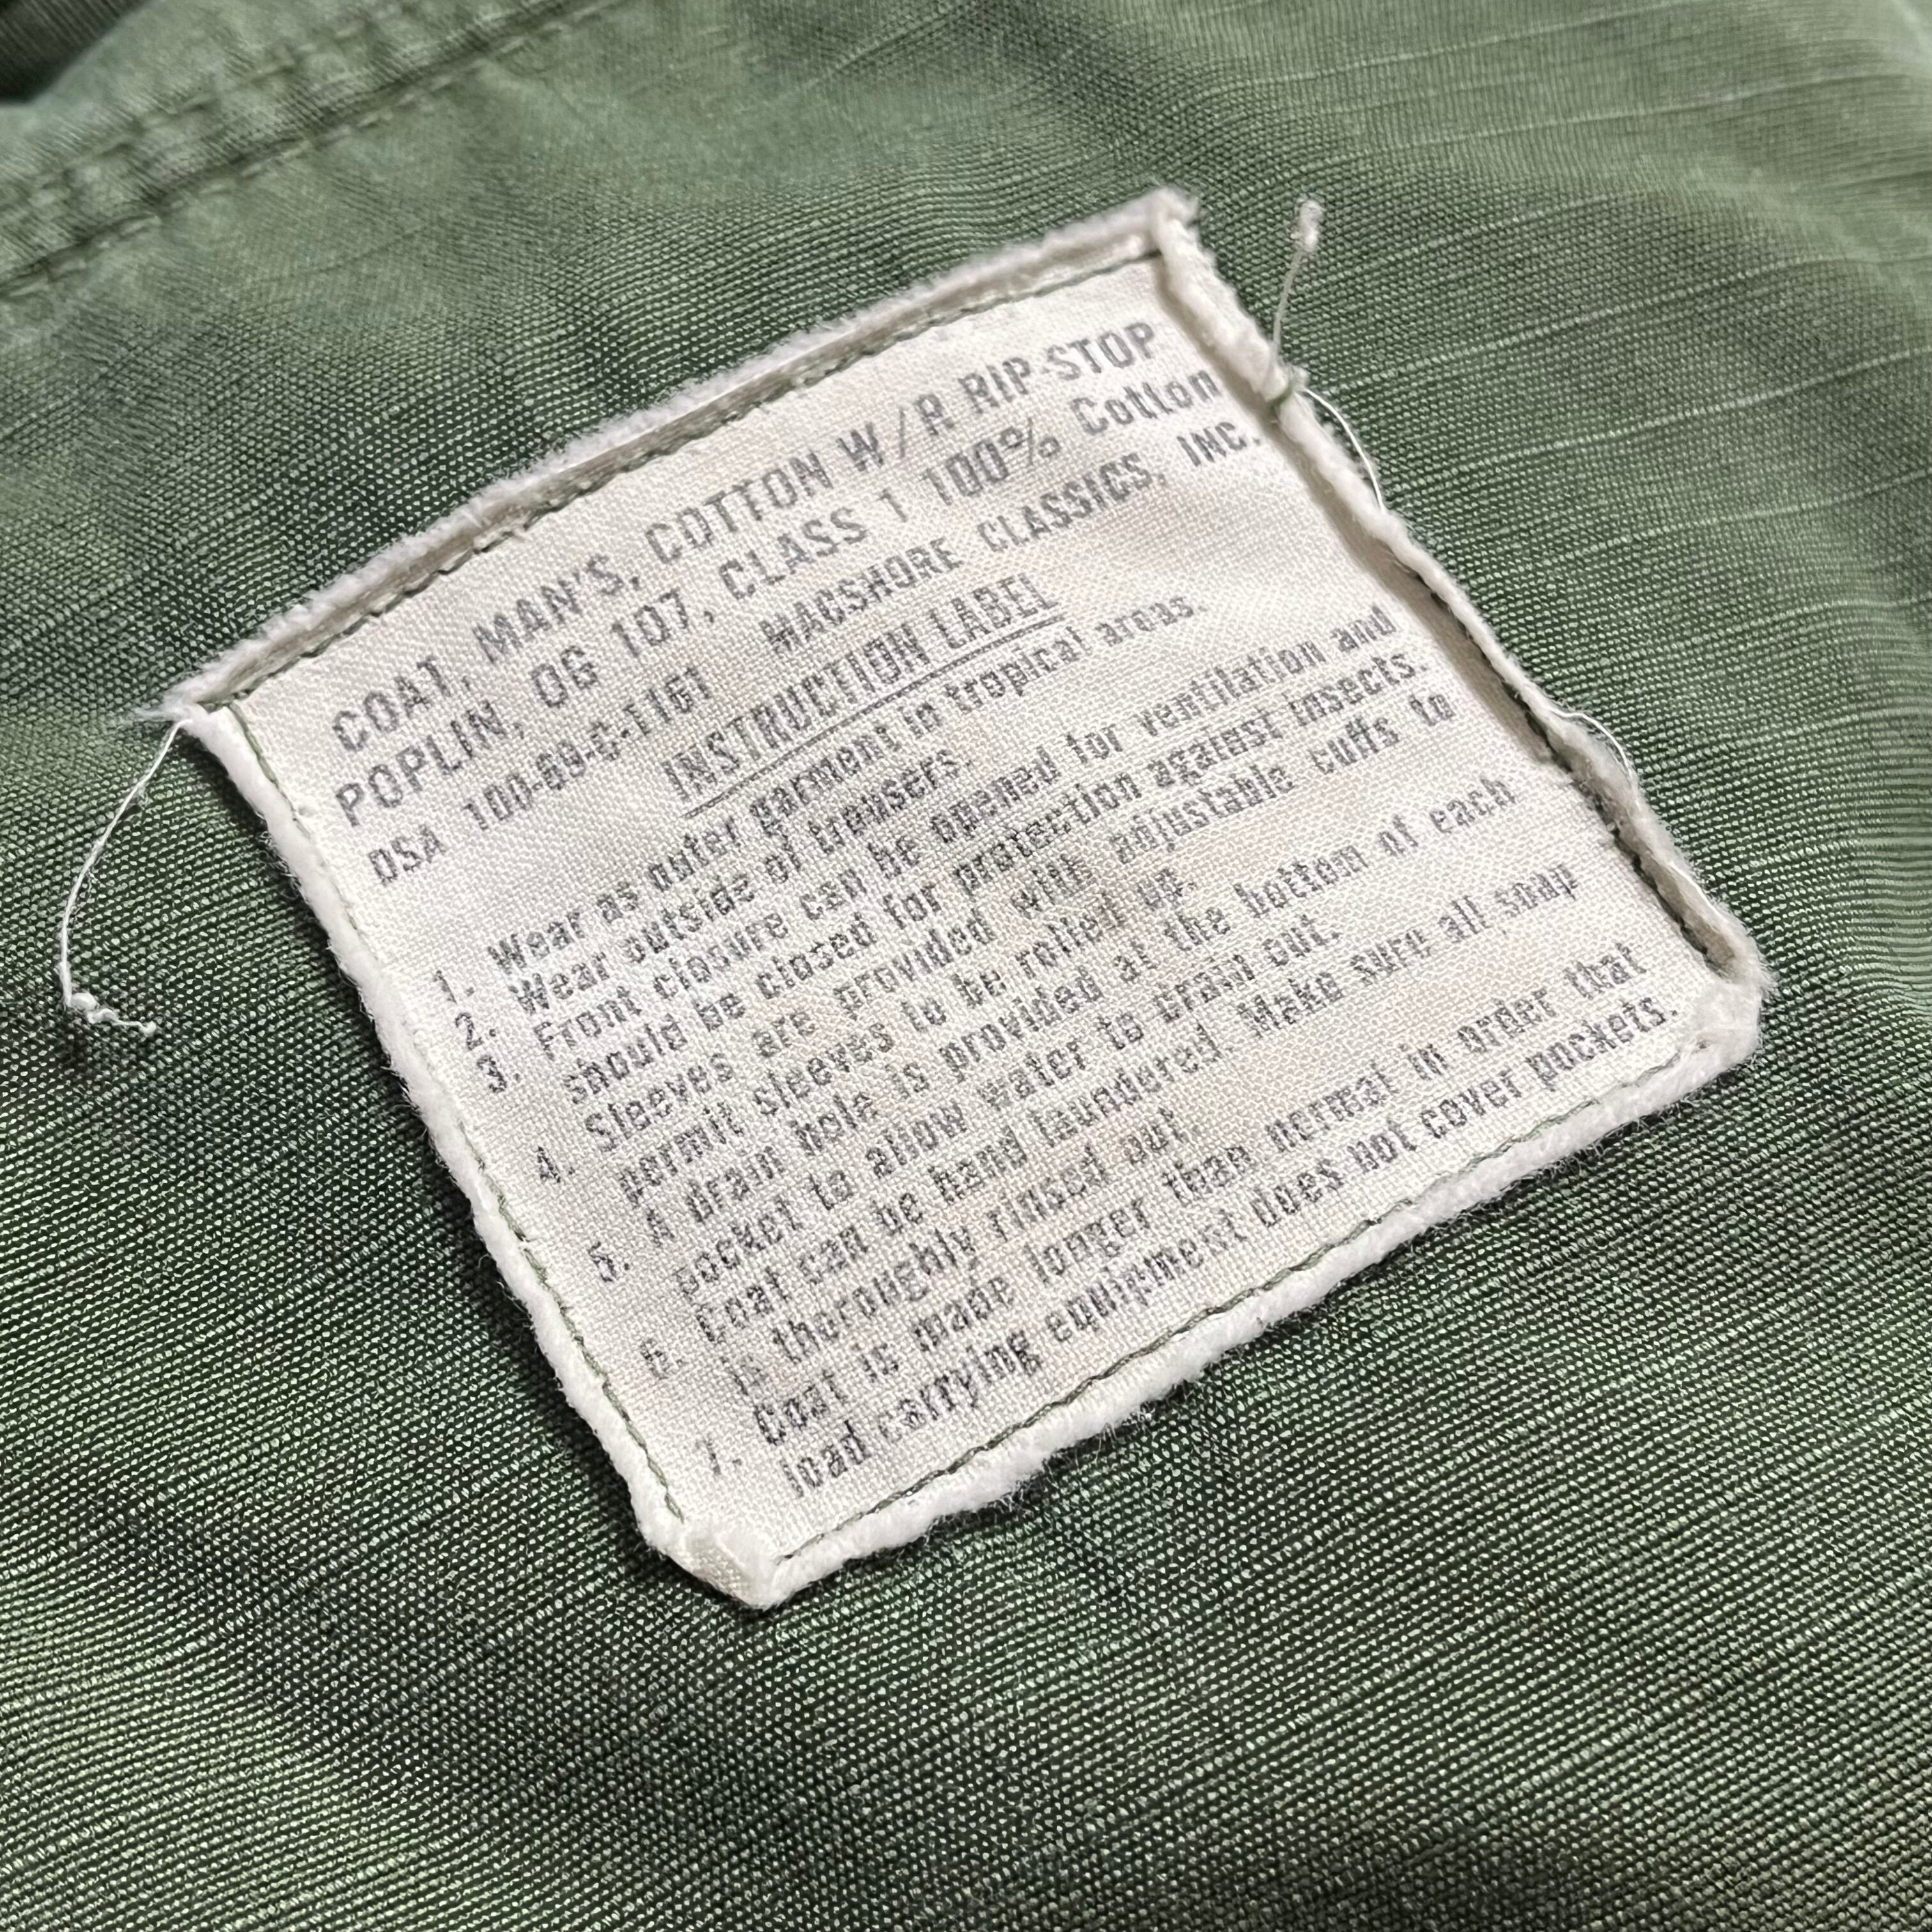 COAT, MAN'S, COTTON W/R RIP-STOP
POPLIN, OG 107, CLASS 1 100% Cotton
DSA 100-69-C-1161 MACSHORE CLASSICS, INC.
INSTRUCTION LABEL
1. Wear as outer garment in tropical areas.
2. Wear outside of trousers.
3. Front closure can be opened for ventilation and
should be closed for protection against insects.
4. Sleeves are provided with adjustable cuffs to
permit sleeves to be rolled up.
5. A drain hole is provided at the bottom of each
pocket to allow water to drain out.
6. Coat can be hand laundered. Make sure all soap
is thoroughly rinsed out.
7. Coat is made longer than normal in order that
load carrying equipment does not cover pockets.